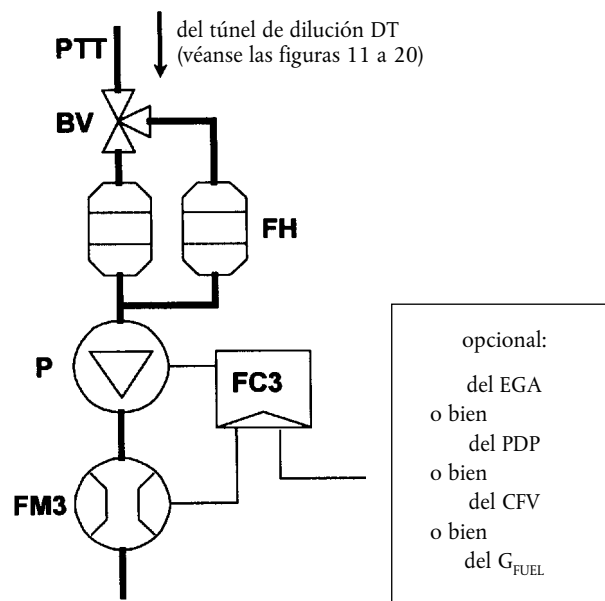 del túnel de dilución DT
(véanse las figuras 11 a 20)
PTT
BV
FH
P
FC3
FM3
opcional:
del EGA
o bien
del PDP
o bien
del CFV
o bien
del G_FUEL